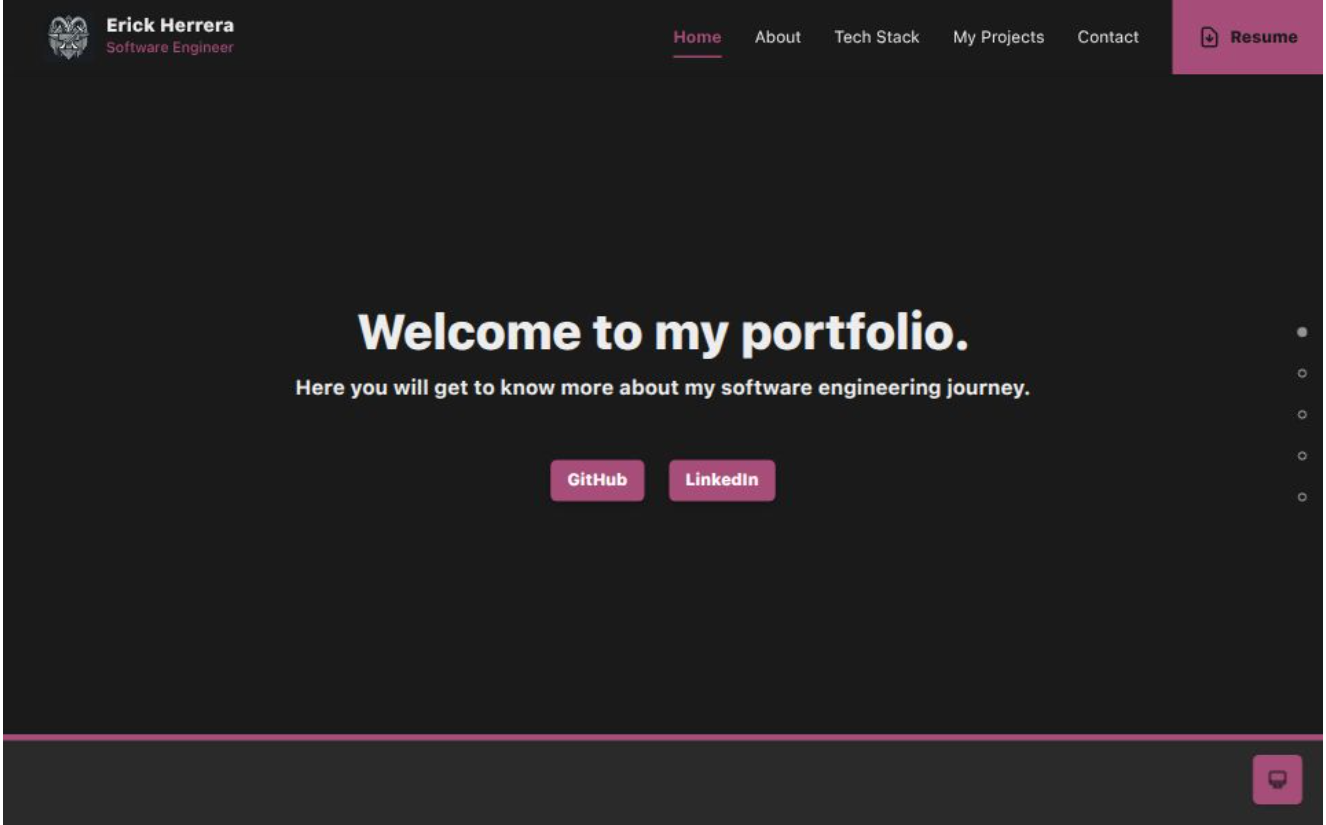 Erick Herrera
Software Engineer
Home About Tech Stack My Projects Contact Resume
Welcome to my portfolio.
Here you will get to know more about my software engineering journey.
GitHub LinkedIn